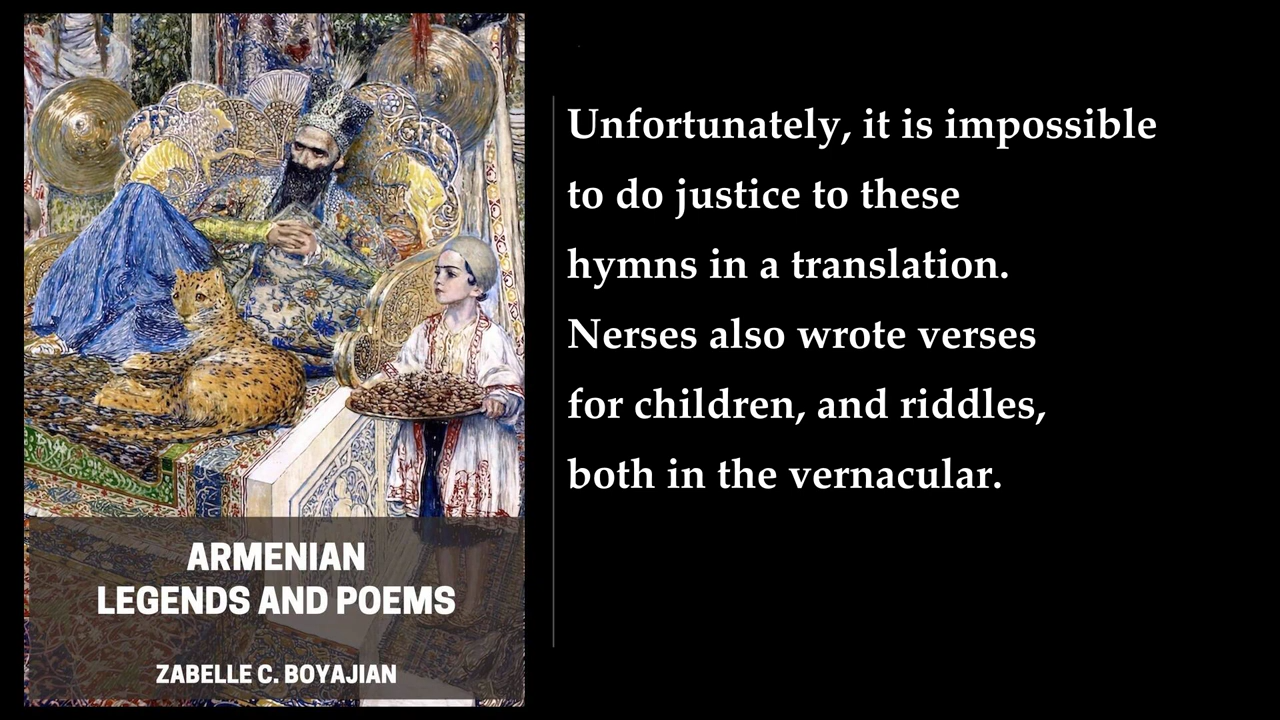 ARMENIAN
LEGENDS AND POEMS
ZABELLE C. BOYAJIAN
Unfortunately, it is impossible
to do justice to these
hymns in a translation.
Nerses also wrote verses
for children, and riddles,
both in the vernacular.